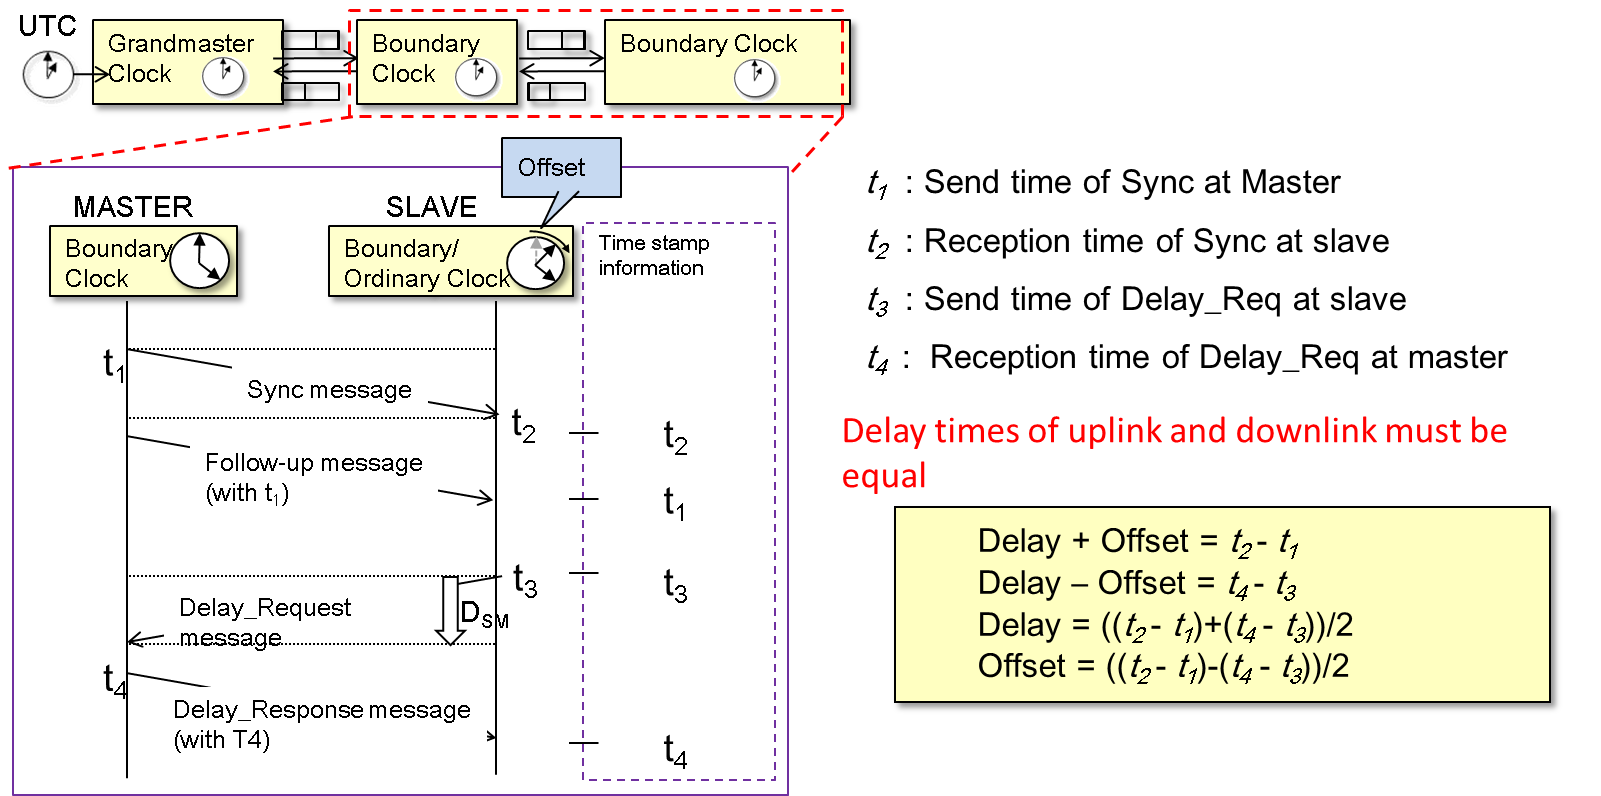 UTC
Grandmaster
Clock
Boundary
Clock
Boundary Clock
Offset
MASTER
SLAVE
Boundary
Clock
Boundary/
Ordinary Clock
Time stamp
information
t1
Sync message
t2
t2
Follow-up message
(with t1)
t1
t3
t3
Delay_Request
message
DSM
t4
Delay_Response message
(with T4)
t4
t1 : Send time of Sync at Master
t2 : Reception time of Sync at slave
t3 : Send time of Delay_Req at slave
t4 : Reception time of Delay_Req at master
Delay times of uplink and downlink must be
equal
Delay + Offset = t2 - t1
Delay – Offset = t4 - t3
Delay = ((t2 - t1)+(t4 - t3))/2
Offset = ((t2 - t1)-(t4 - t3))/2